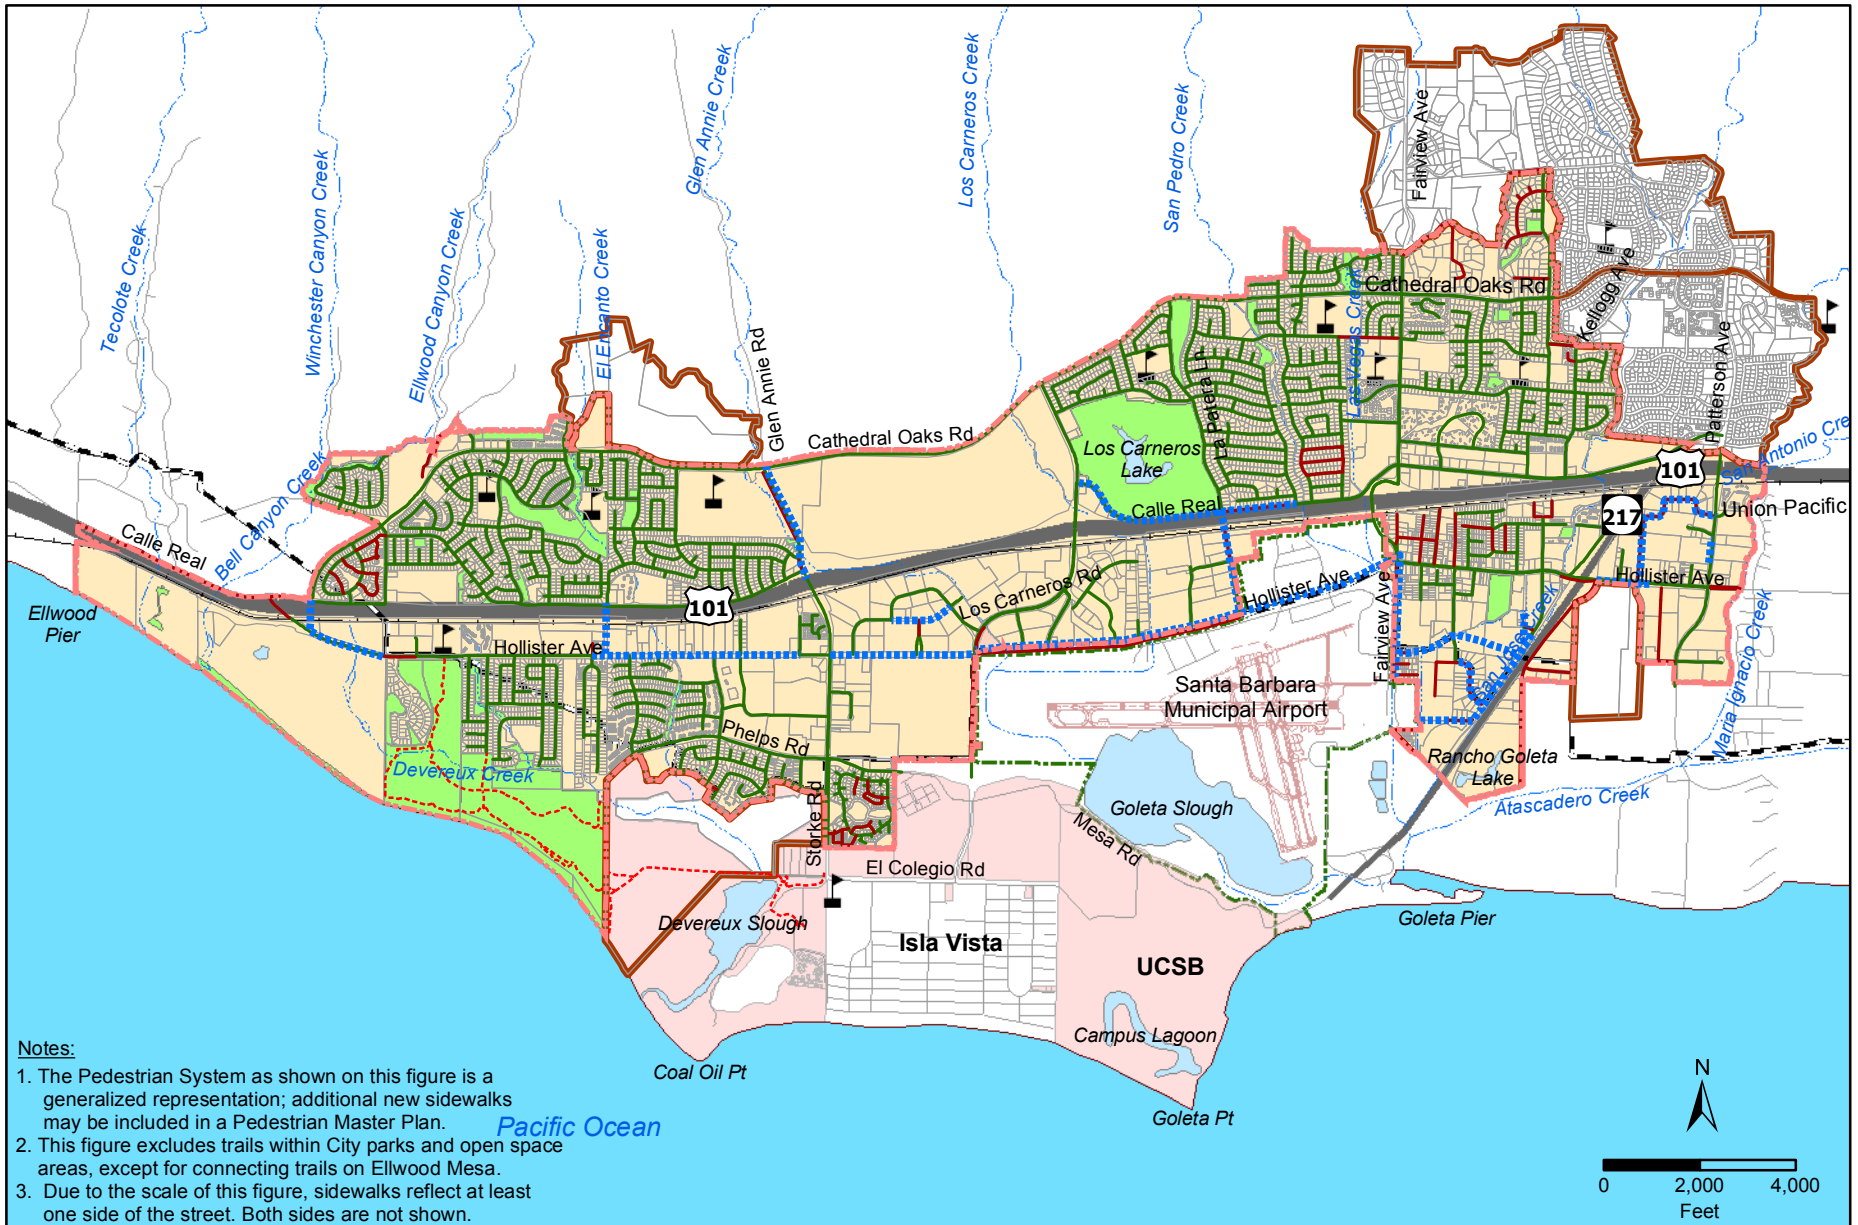 Tecolote Creek
Winchester Canyon Creek
Ellwood Canyon Creek
El Encanto Creek
Glen Annie Creek
Los Carneros Creek
San Pedro Creek
Fairview Ave
Cathedral Oaks Rd
Kellogg Ave
Las Vegas Creek
Patterson Ave
La Patera Ln
Glen Annie Rd
Cathedral Oaks Rd
Los Carneros
Lake
Bell Canyon Creek
Calle Real
Calle Real
101
San Antonio Cre
217
Union Pacific
Hollister Ave
Hollister Ave
Fairview Ave
Los Carneros Rd
101
Ellwood
Pier
Hollister Ave
San Jose Creek
Maria Ignacio Creek
Santa Barbara
Municipal Airport
Phelps Rd
Devereux Creek
Rancho Goleta
Lake
Atascadero Creek
Storke Rd
Goleta Slough
Mesa Rd
El Colegio Rd
Devereux Slough
Goleta Pier
Isla Vista
UCSB
Campus Lagoon
Coal Oil Pt
Goleta Pt
Pacific Ocean
Notes:
1. The Pedestrian System as shown on this figure is a
generalized representation; additional new sidewalks
may be included in a Pedestrian Master Plan.
2. This figure excludes trails within City parks and open space
areas, except for connecting trails on Ellwood Mesa.
3. Due to the scale of this figure, sidewalks reflect at least
one side of the street. Both sides are not shown.
N
0 2,000 4,000
Feet